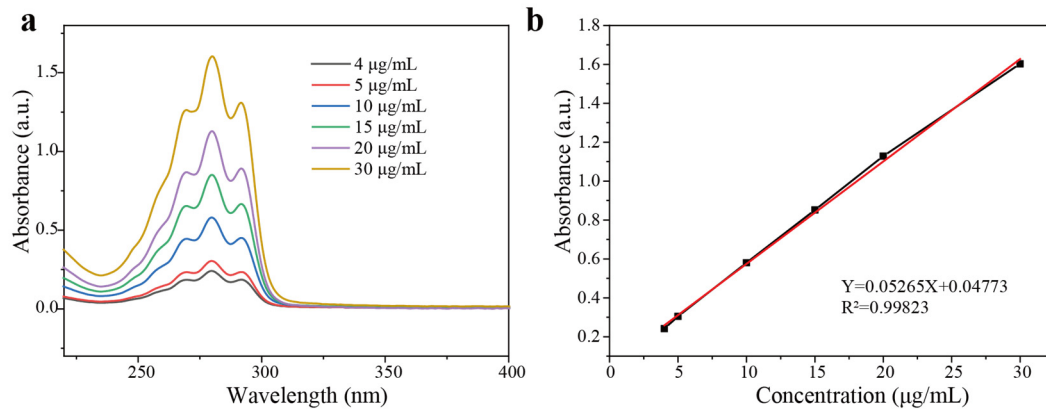 a
Absorbance (a.u.)
1.5
1.0
0.5
0.0
4 μg/mL
5 μg/mL
10 μg/mL
15 μg/mL
20 μg/mL
30 μg/mL
250
300
350
400
Wavelength (nm)
b
Absorbance (a.u.)
1.8
1.6
1.4
1.2
1.0
0.8
0.6
0.4
0.2
Y=0.05265X+0.04773
R²=0.99823
5
10
15
20
25
30
Concentration (μg/mL)